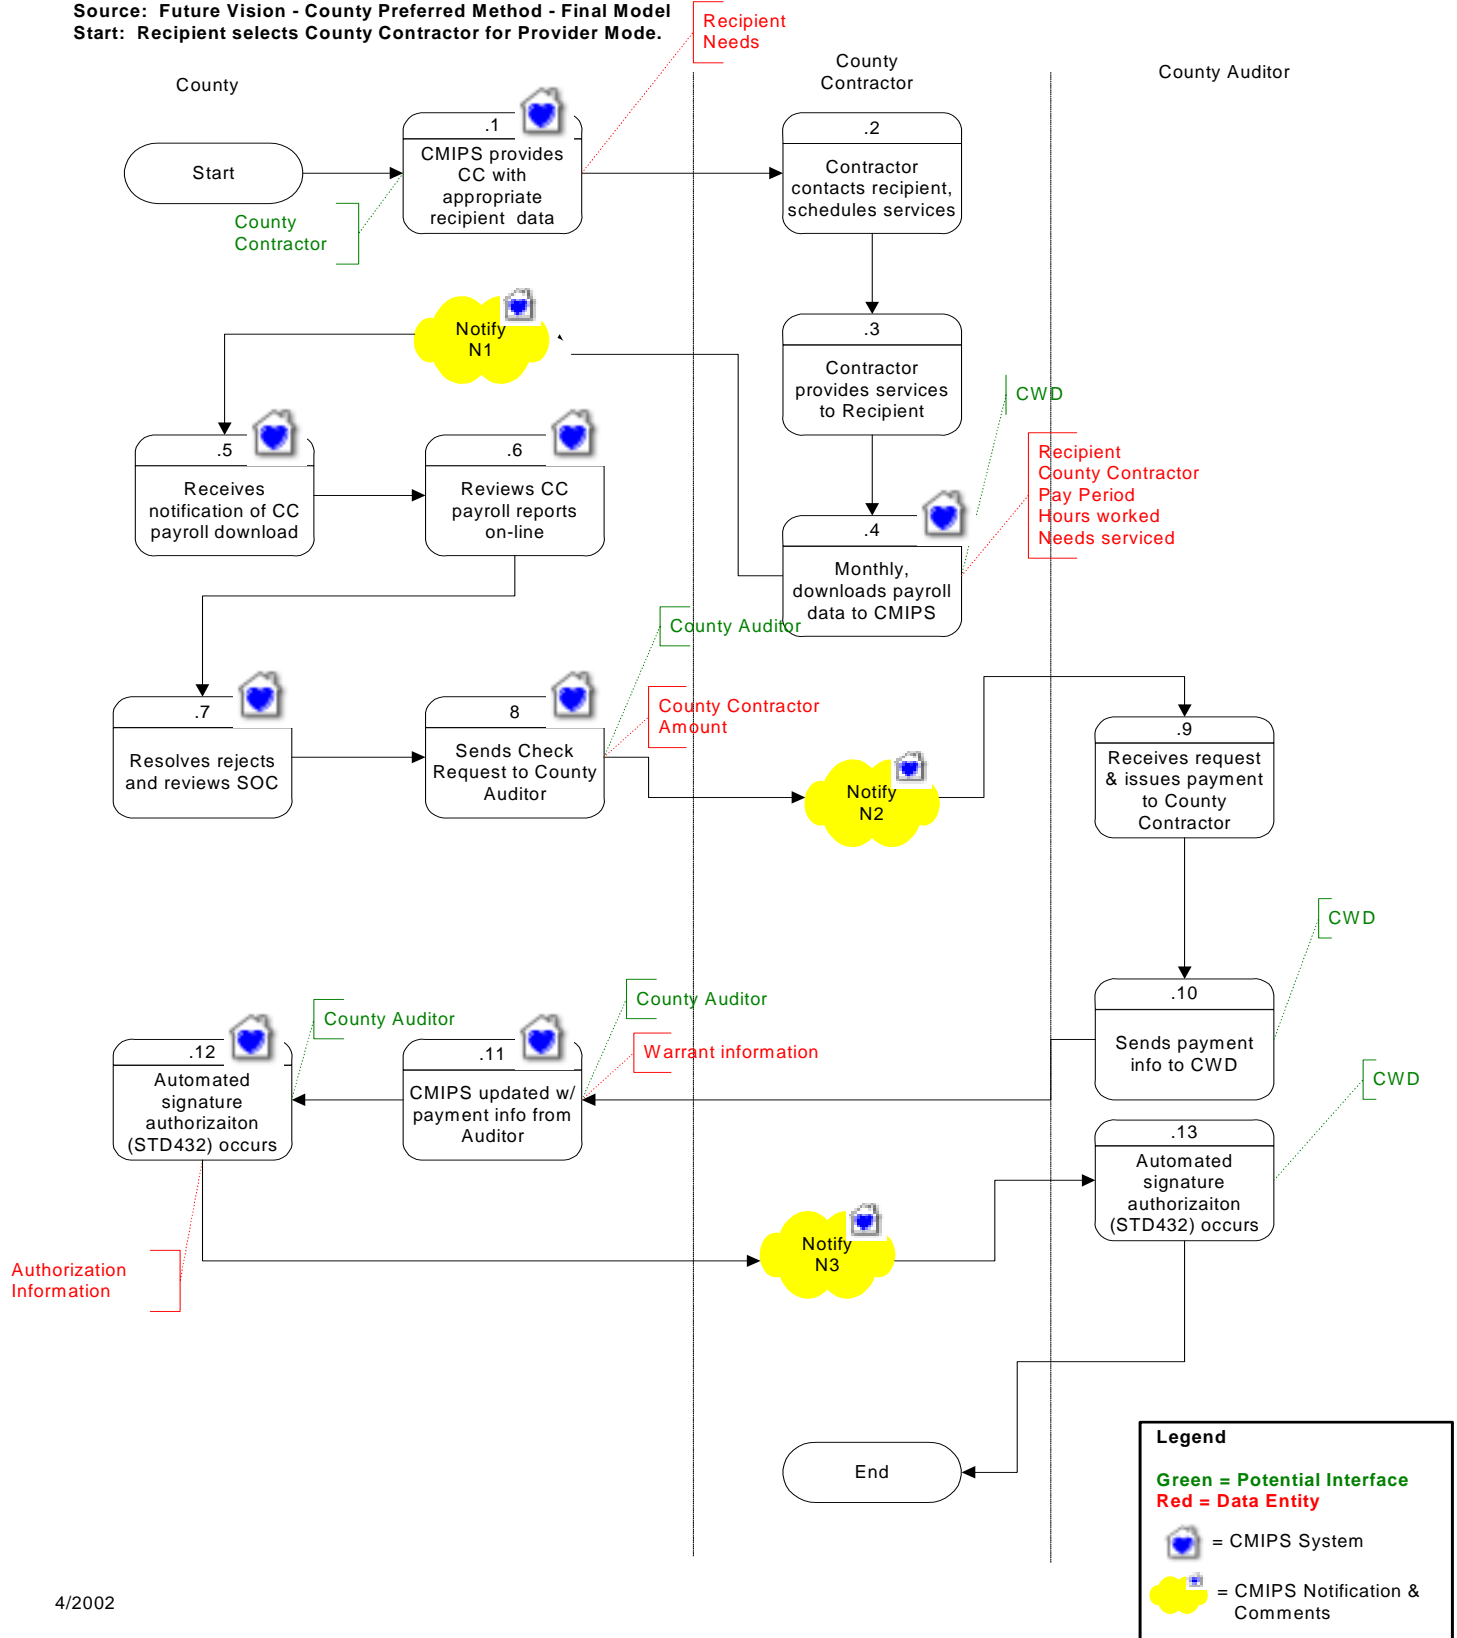 Source: Future Vision - County Preferred Method - Final Model
Start: Recipient selects County Contractor for Provider Mode.
Recipient
Needs
County
County
Contractor
County Auditor
Start
.1
CMIPS provides
CC with
appropriate
recipient data
County
Contractor
.2
Contractor
contacts recipient,
schedules services
Notify
N1
.3
Contractor
provides services
to Recipient
CWD
Recipient
County Contractor
Pay Period
Hours worked
Needs serviced
.4
Monthly,
downloads payroll
data to CMIPS
.5
Receives
notification of CC
payroll download
.6
Reviews CC
payroll reports
on-line
County Auditor
County Contractor
Amount
.7
Resolves rejects
and reviews SOC
8
Sends Check
Request to County
Auditor
Notify
N2
.9
Receives request
& issues payment
to County
Contractor
CWD
.10
Sends payment
info to CWD
CWD
County Auditor
Warrant information
.11
CMIPS updated w/
payment info from
Auditor
County Auditor
.12
Automated
signature
authorizaiton
(STD432) occurs
Authorization
Information
Notify
N3
.13
Automated
signature
authorizaiton
(STD432) occurs
End
Legend
Green = Potential Interface
Red = Data Entity
= CMIPS System
= CMIPS Notification &
Comments
4/2002